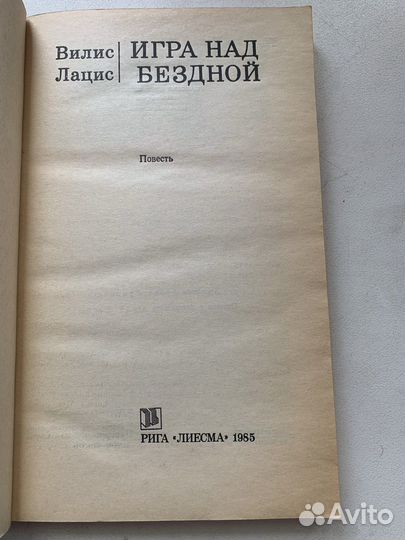 Вилис
Лацис
ИГРА НАД
БЕЗДНОЙ
Повесть
РИГА «ЛИЕСМА» 1985
Avito